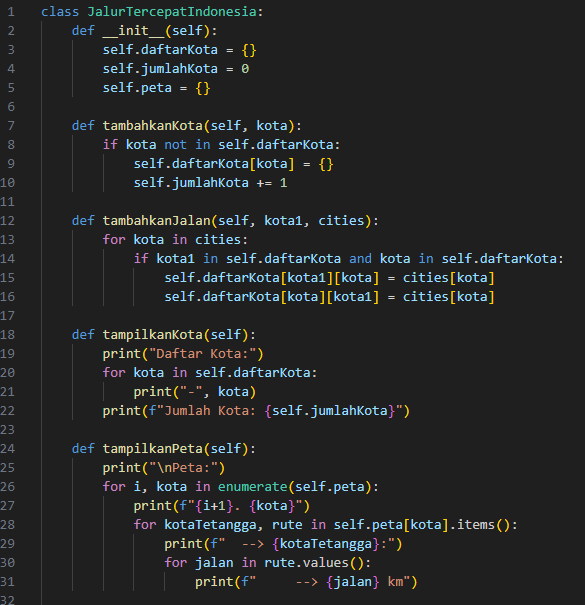 1 class JalurTercepatIndonesia:
2     def __init__(self):
3         self.daftarKota = {}
4         self.jumlahKota = 0
5         self.peta = {}
6
7     def tambahkanKota(self, kota):
8         if kota not in self.daftarKota:
9             self.daftarKota[kota] = {}
10             self.jumlahKota += 1
11
12     def tambahkanJalan(self, kota1, cities):
13         for kota in cities:
14             if kota1 in self.daftarKota and kota in self.daftarKota:
15                 self.daftarKota[kota1][kota] = cities[kota]
16                 self.daftarKota[kota][kota1] = cities[kota]
17
18     def tampilkanKota(self):
19         print("Daftar Kota:")
20         for kota in self.daftarKota:
21             print("-", kota)
22         print(f"Jumlah Kota: {self.jumlahKota}")
23
24     def tampilkanPeta(self):
25         print("\nPeta:")
26         for i, kota in enumerate(self.peta):
27             print(f"{i+1}. {kota}")
28             for kotaTetangga, rute in self.peta[kota].items():
29                 print(f"  --> {kotaTetangga}:")
30                 for jalan in rute.values():
31                     print(f"     --> {jalan} km")
32